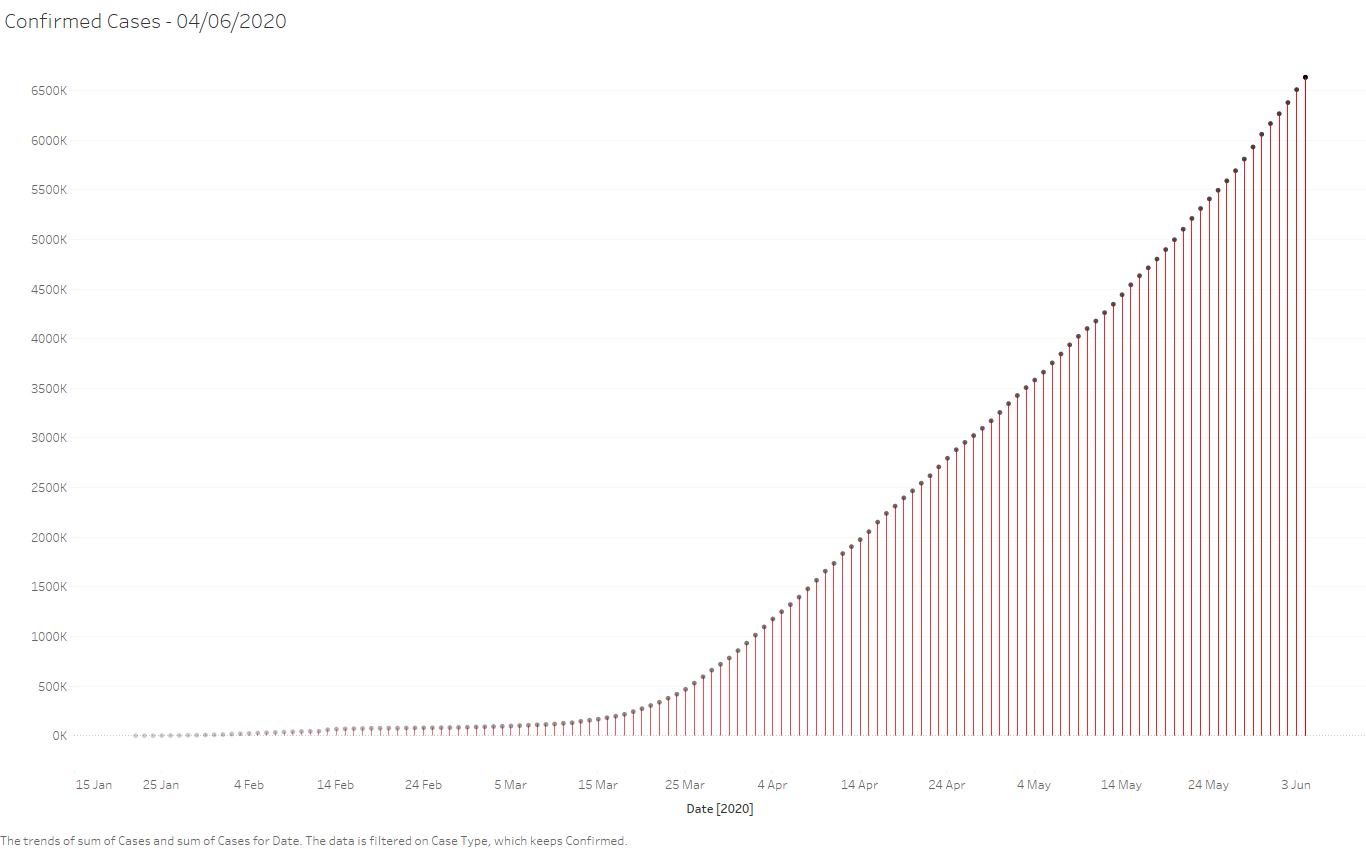 Confirmed Cases - 04/06/2020
6500K
6000K
5500K
5000K
4500K
4000K
3500K
3000K
2500K
2000K
1500K
1000K
500K
0K
15 Jan 25 Jan 4 Feb 14 Feb 24 Feb 5 Mar 15 Mar 25 Mar 4 Apr 14 Apr 24 Apr 4 May 14 May 24 May 3 Jun
Date [2020]
The trends of sum of Cases and sum of Cases for Date. The data is filtered on Case Type, which keeps Confirmed.